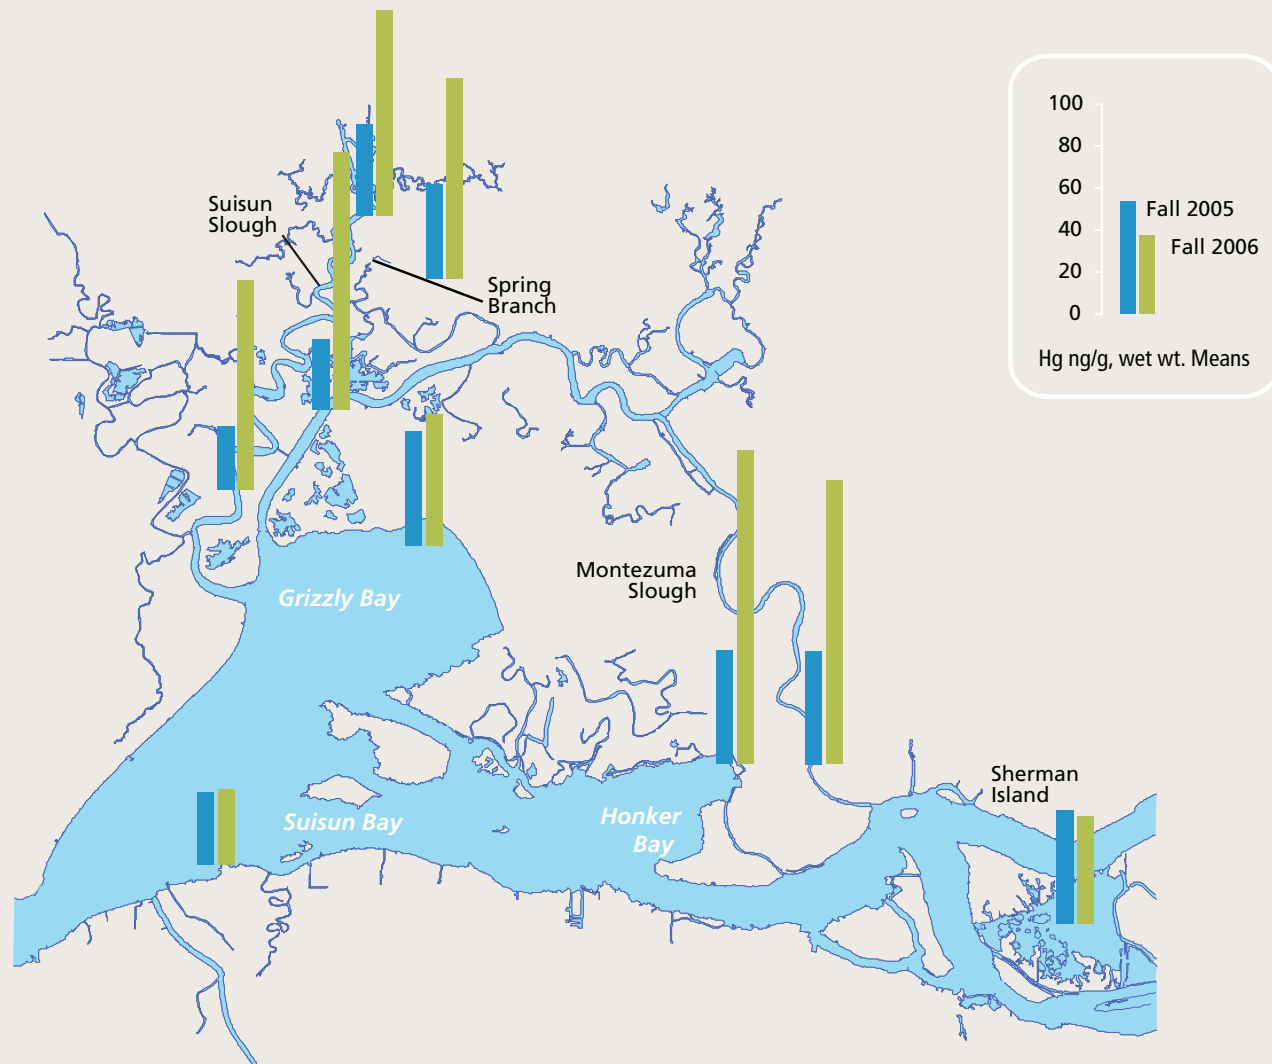 100
80
60
40
20
0
Fall 2005
Fall 2006
Hg ng/g, wet wt. Means
Suisun
Slough
Spring
Branch
Grizzly Bay
Montezuma
Slough
Suisun Bay
Honker
Bay
Sherman
Island